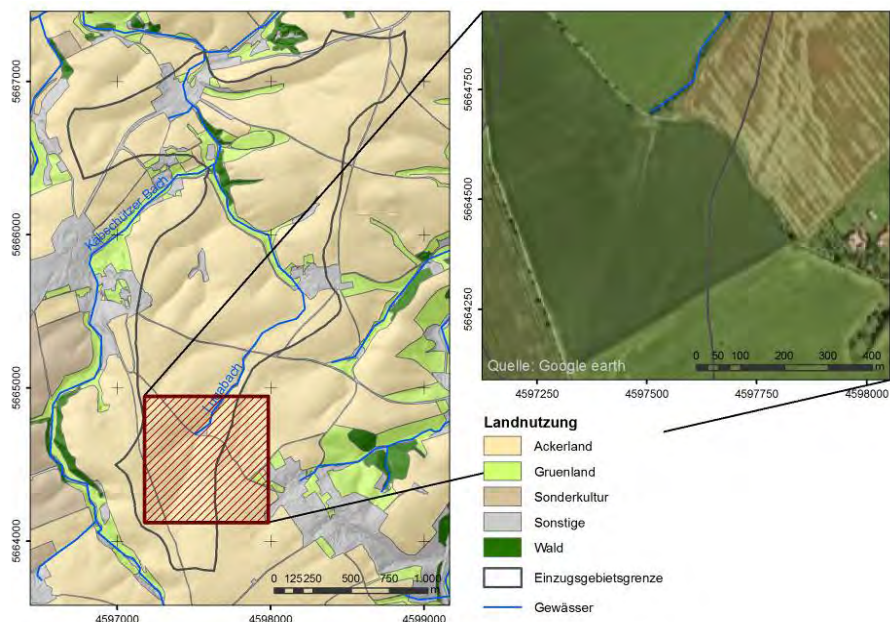 5667000
5666000
5665000
5664000
Käbschützer Bach
Lugabach
0 125 250 500 750 1.000
m
4597000
4598000
4599000
5664750
5664500
5664250
Quelle: Google earth
0 50 100 200 300 400
m
4597250
4597500
4597750
4598000
Landnutzung
Ackerland
Gruenland
Sonderkultur
Sonstige
Wald
Einzugsgebietsgrenze
Gewässer